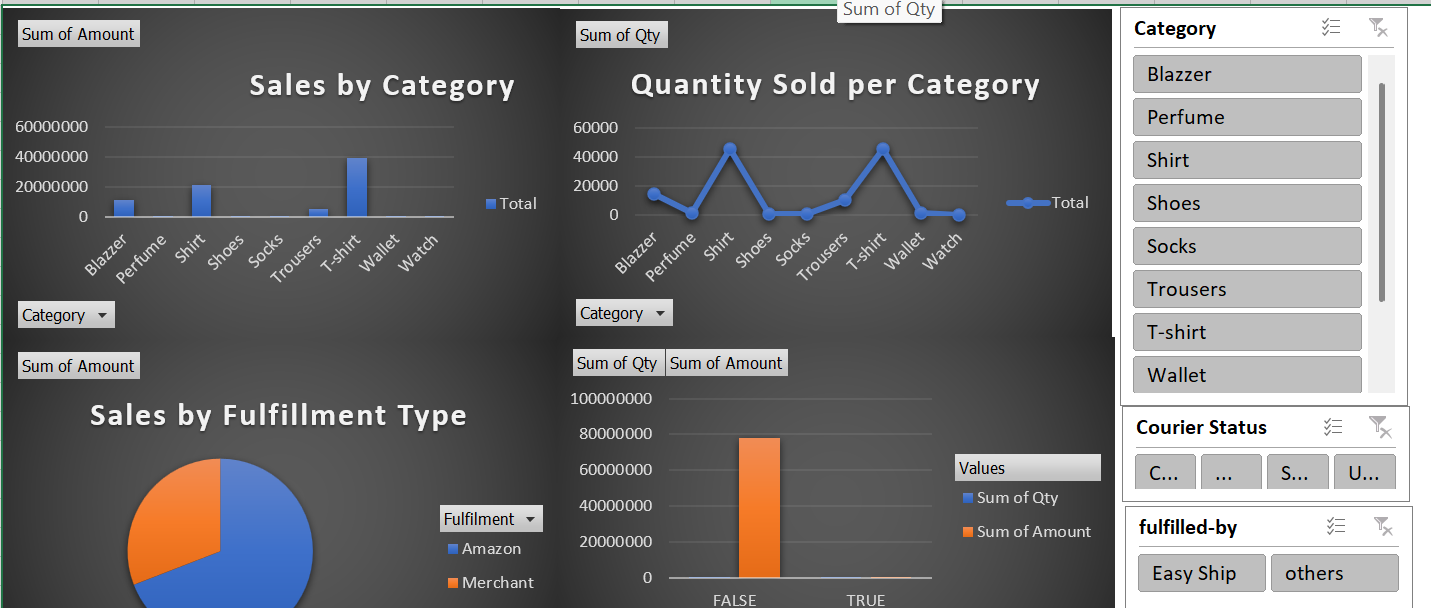 Sum of Qty
Sum of Amount
Sales by Category
60000000
40000000
20000000
0
Blazzer
Perfume
Shirt
Shoes
Socks
Trousers
T-shirt
Wallet
Watch
Total
Category
Sum of Qty
Quantity Sold per Category
60000
40000
20000
0
Blazzer
Perfume
Shirt
Shoes
Socks
Trousers
T-shirt
Wallet
Watch
Total
Category
Sum of Amount
Sales by Fulfillment Type
Fulfilment
Amazon
Merchant
Sum of Qty Sum of Amount
100000000
80000000
60000000
40000000
20000000
0
FALSE TRUE
Values
Sum of Qty
Sum of Amount
Category
Blazzer
Perfume
Shirt
Shoes
Socks
Trousers
T-shirt
Wallet
Courier Status
C... ... S... U...
fulfilled-by
Easy Ship others